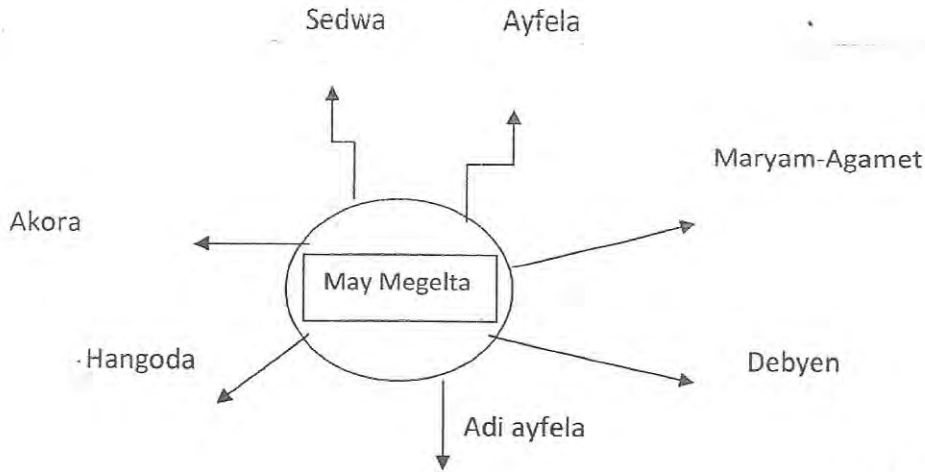 Sedwa Ayfela
Maryam-Agamet
Akora
May Megelta
Hangoda
Debyen
Adi ayfela